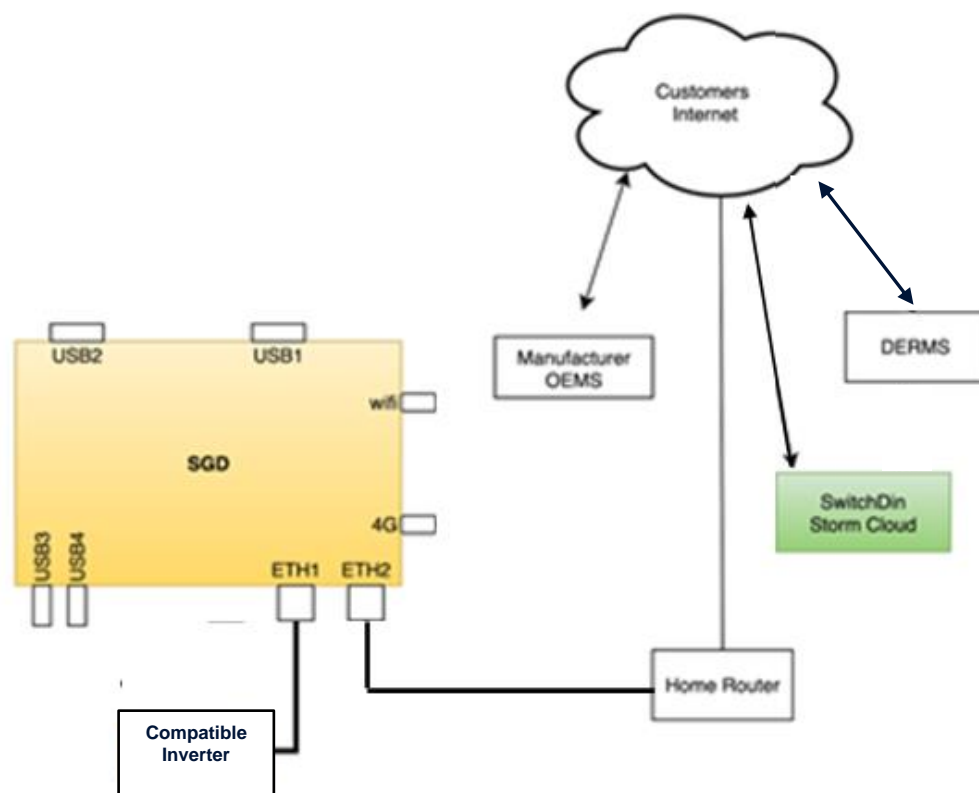 Customers
Internet
USB2
USB1
Manufacturer
OEMS
DERMS
wifi
SGD
4G
SwitchDin
Storm Cloud
USB3
USB4
ETH1
ETH2
Home Router
Compatible
Inverter